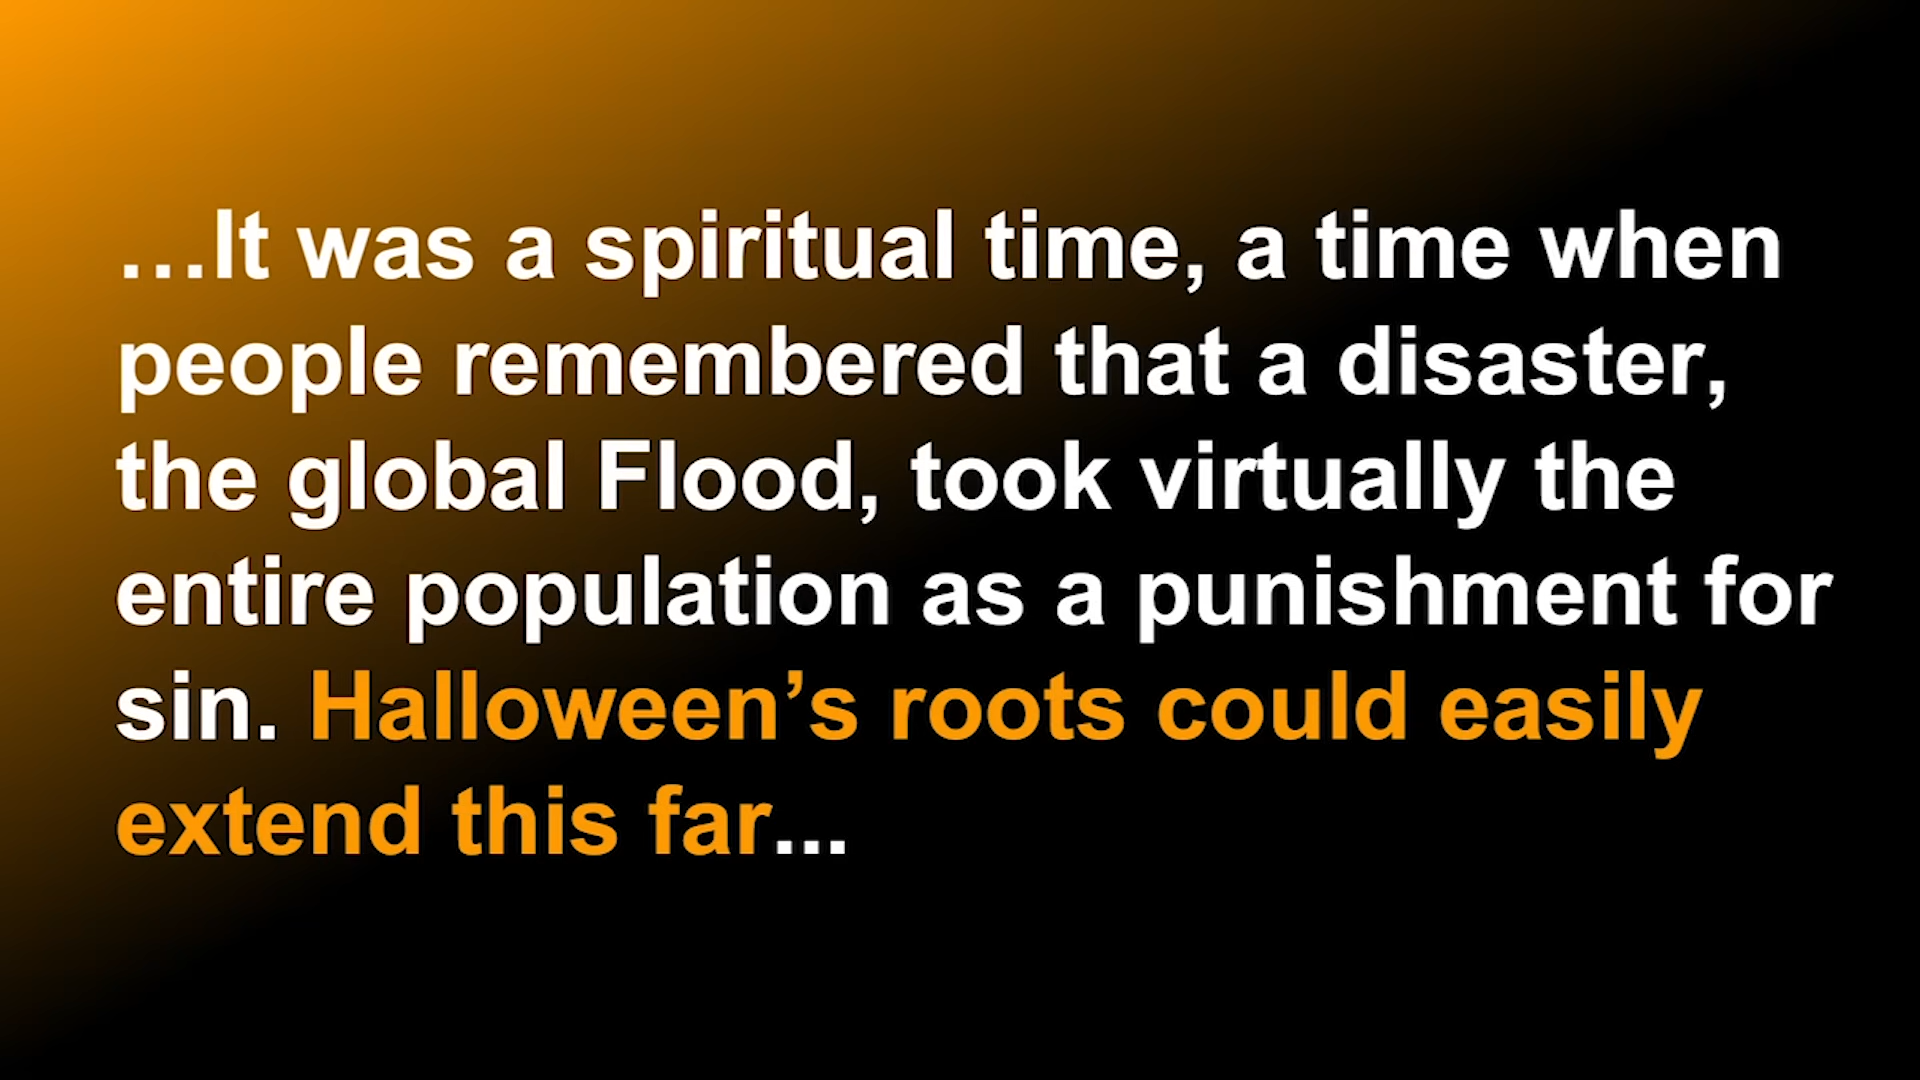 …It was a spiritual time, a time when
people remembered that a disaster,
the global Flood, took virtually the
entire population as a punishment for
sin. Halloween’s roots could easily
extend this far...